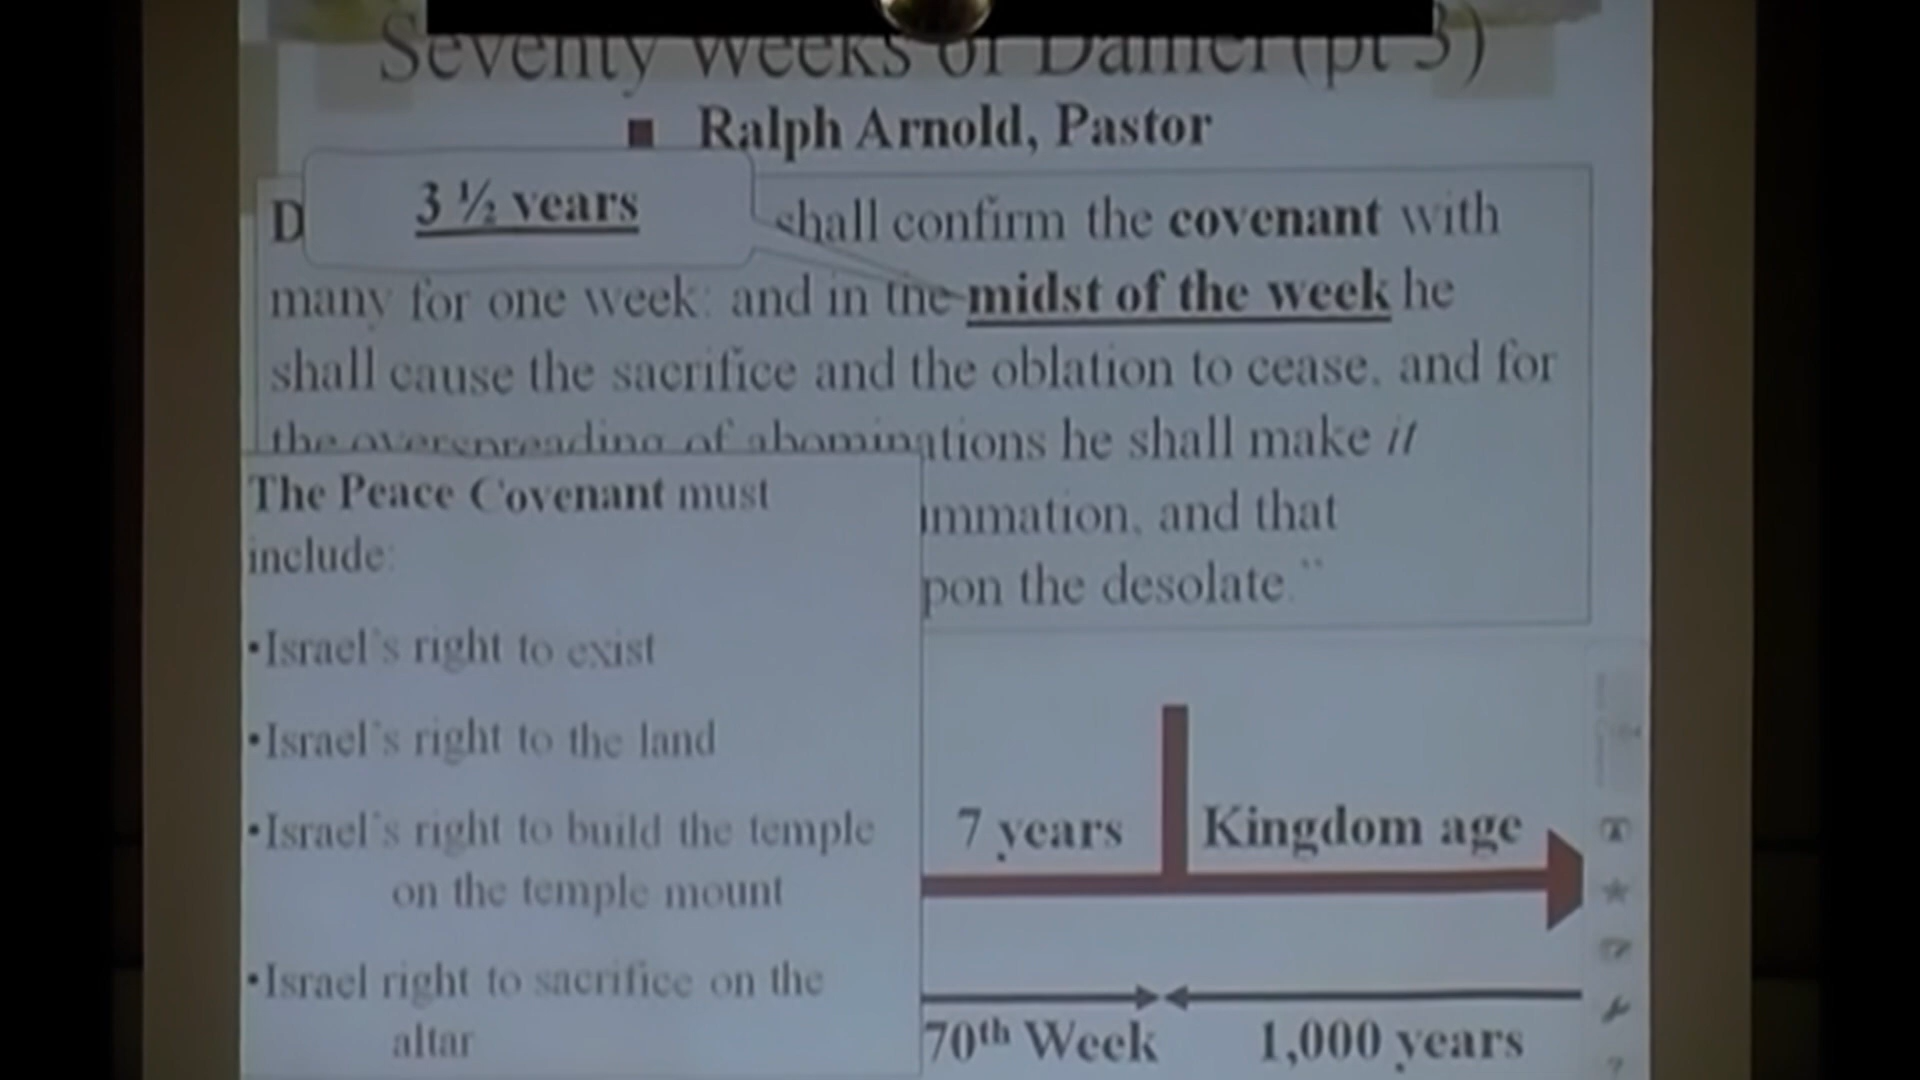 Seventy Weeks of Daniel (pt 3)
Ralph Arnold, Pastor
3 ½ years
D shall confirm the covenant with
many for one week: and in the midst of the week he
shall cause the sacrifice and the oblation to cease, and for
the overspreading of abominations he shall make it
and that
the desolate."
The Peace Covenant must
include:
•Israel's right to exist
•Israel's right to the land
•Israel's right to build the temple
on the temple mount
•Israel right to sacrifice on the
altar
7 years
Kingdom age
70th Week
1,000 years